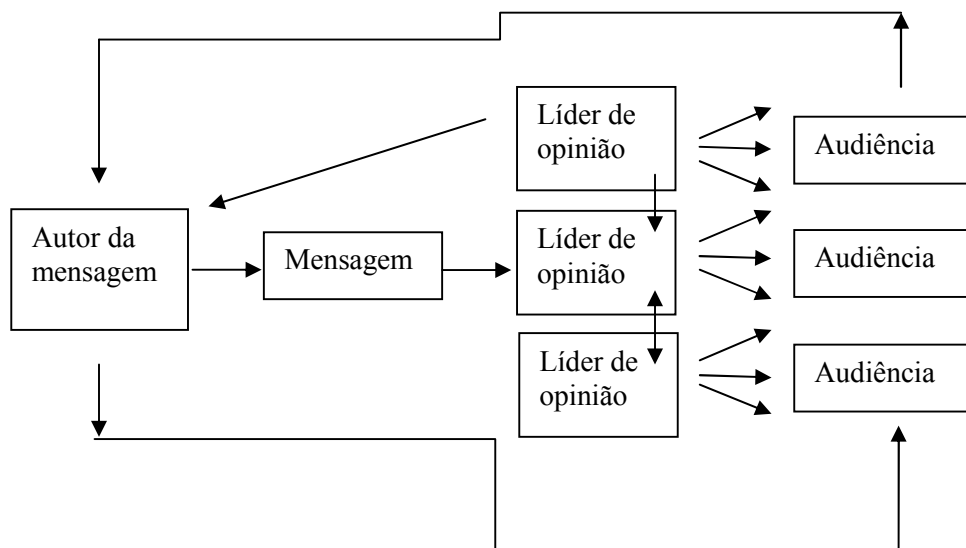 Líder de
opinião
Audiência
Autor da
mensagem
Mensagem
Líder de
opinião
Audiência
Líder de
opinião
Audiência